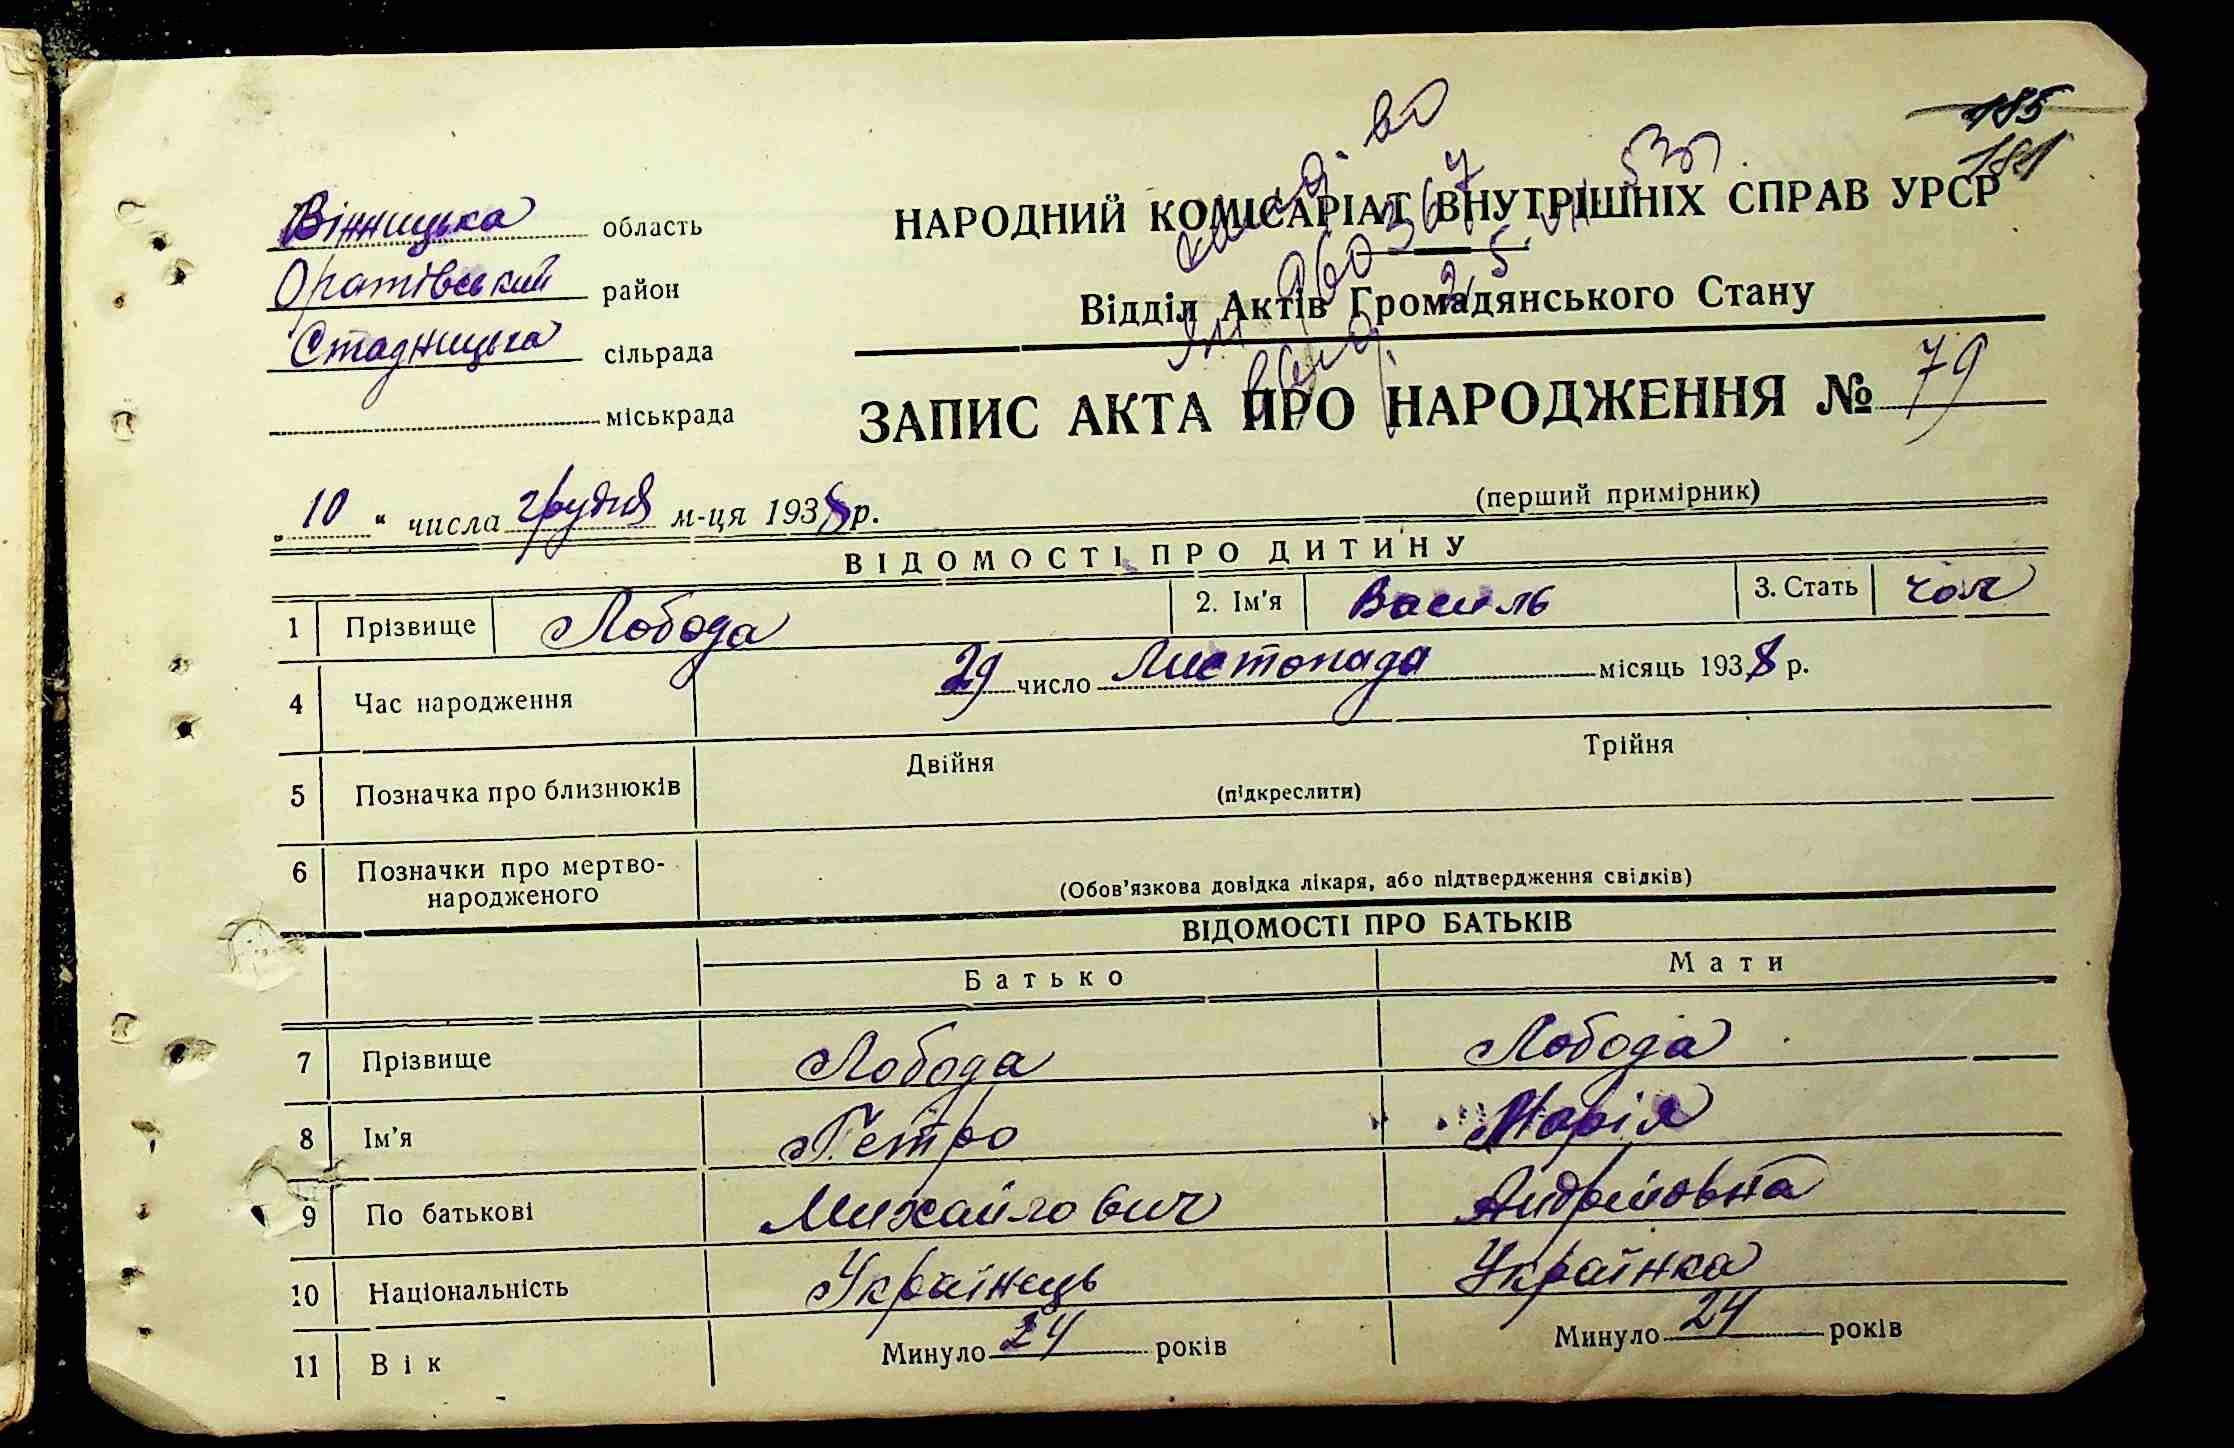 185
181
Вінницька область
НАРОДНИЙ КОМІСАРІАТ ВНУТРІШНІХ СПРАВ УРСР
Оратівський район
Відділ Актів Громадянського Стану
Стадницька сільрада
міськрада
ЗАПИС АКТА ПРО НАРОДЖЕННЯ № 79
(перший примірник)
„ 10 “ числа грудня м-ця 1938 р.
ВІДОМОСТІ ПРО ДИТИНУ
1 Прізвище Лобода 2. Ім'я Василь 3. Стать чол
4 Час народження 29 число Листопада місяць 1938 р.
5 Позначка про близнюків Двійня Трійня
(підкреслити)
6 Позначки про мертво-
народженого
(Обов'язкова довідка лікаря, або підтвердження свідків)
ВІДОМОСТІ ПРО БАТЬКІВ
Батько Мати
7 Прізвище Лобода Лобода
8 Ім'я Петро Марія
9 По батькові Михайлович Андріювна
10 Національність Українець Українка
11 Вік Минуло 24 років Минуло 24 років